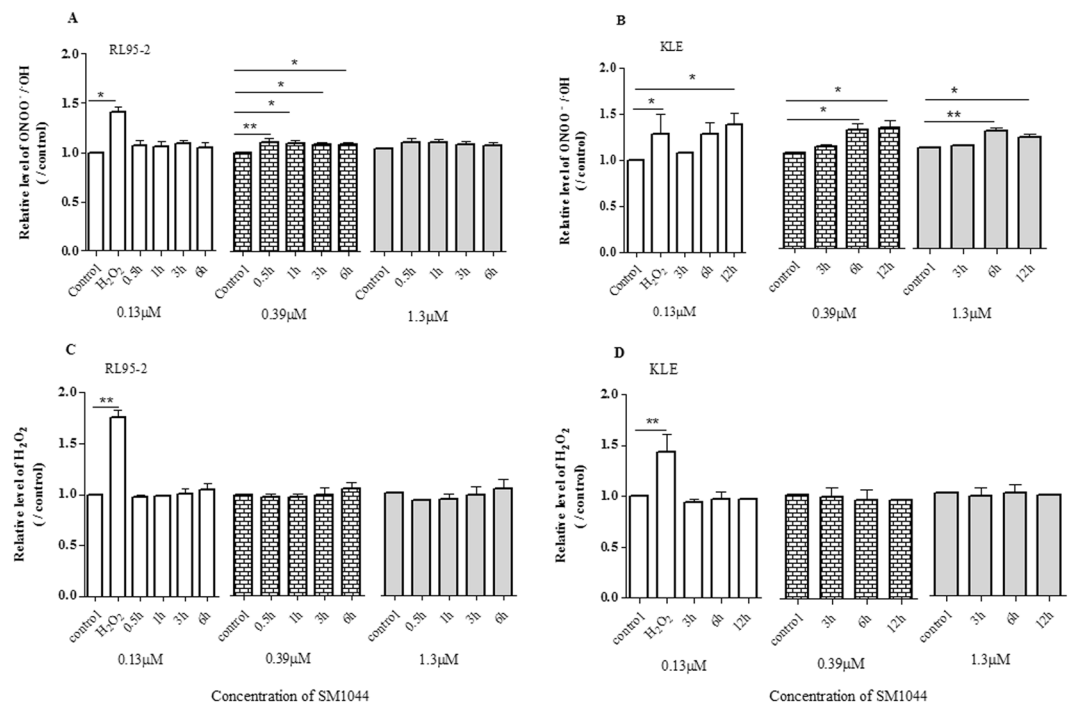 A
RL95-2
Relative level of ONOO⁻/·OH
( / control)
2.0
1.5
1.0
0.5
0.0
*
**
*
*
*
Control
H₂O₂
0.5h
1h
3h
6h
0.13μM
Control
0.5h
1h
3h
6h
0.39μM
Control
0.5h
1h
3h
6h
1.3μM
B
KLE
Relative level of ONOO⁻/·OH
( / control)
2.0
1.5
1.0
0.5
0.0
*
*
*
*
*
**
Control
H₂O₂
3h
6h
12h
0.13μM
control
3h
6h
12h
0.39μM
control
3h
6h
12h
1.3μM
C
RL95-2
Relative level of H₂O₂
( / control)
2.0
1.5
1.0
0.5
0.0
**
control
H₂O₂
0.5h
1h
3h
6h
0.13μM
control
0.5h
1h
3h
6h
0.39μM
control
0.5h
1h
3h
6h
1.3μM
Concentration of SM1044
D
KLE
Relative level of H₂O₂
( / control)
2.0
1.5
1.0
0.5
0.0
**
control
H₂O₂
3h
6h
12h
0.13μM
control
3h
6h
12h
0.39μM
control
3h
6h
12h
1.3μM
Concentration of SM1044